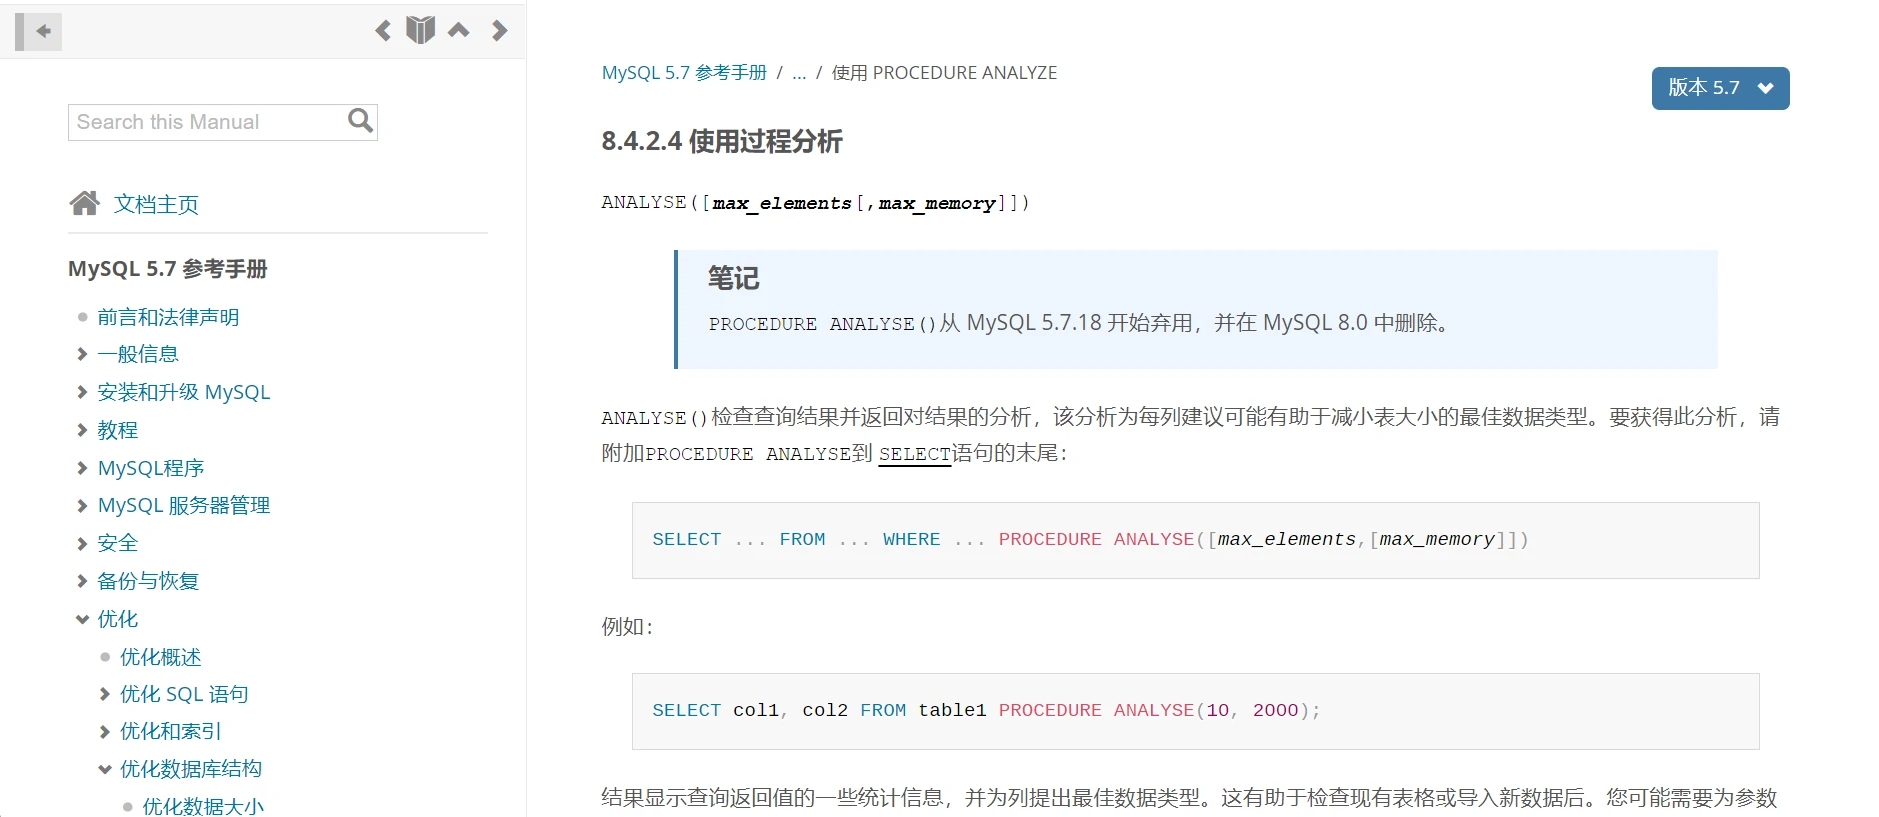 Search this Manual
文档主页
MySQL 5.7 参考手册
前言和法律声明
一般信息
安装和升级 MySQL
教程
MySQL程序
MySQL 服务器管理
安全
备份与恢复
优化
优化概述
优化 SQL 语句
优化和索引
优化数据库结构
优化数据大小
MySQL 5.7 参考手册 / ... / 使用 PROCEDURE ANALYZE
版本 5.7
8.4.2.4 使用过程分析
ANALYSE([max_elements[,max_memory]])
笔记
PROCEDURE ANALYSE()从 MySQL 5.7.18 开始弃用，并在 MySQL 8.0 中删除。
ANALYSE()检查查询结果并返回对结果的分析，该分析为每列建议可能有助于减小表大小的最佳数据类型。要获得此分析，请
附加PROCEDURE ANALYSE到 SELECT语句的末尾：
SELECT ... FROM ... WHERE ... PROCEDURE ANALYSE([max_elements,[max_memory]])
例如：
SELECT col1, col2 FROM table1 PROCEDURE ANALYSE(10, 2000);
结果显示查询返回值的一些统计信息，并为列提出最佳数据类型。这有助于检查现有表格或导入新数据后。您可能需要为参数